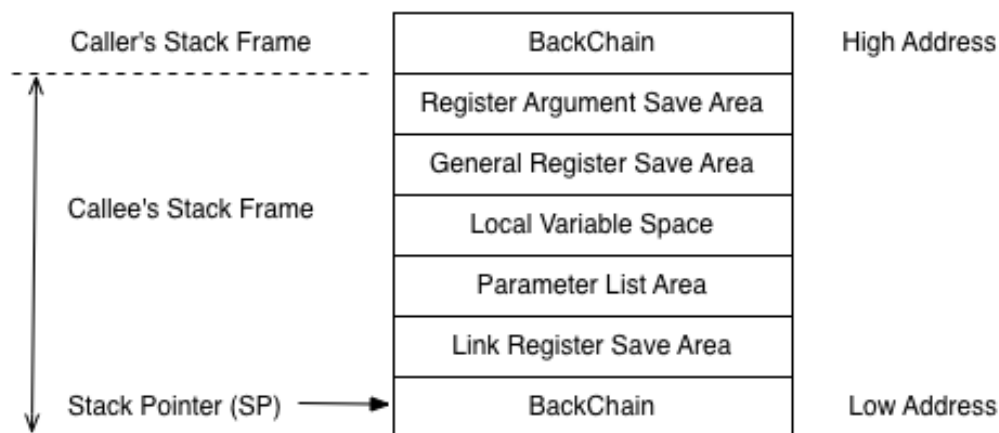 Caller's Stack Frame BackChain High Address
Register Argument Save Area
General Register Save Area
Callee's Stack Frame Local Variable Space
Parameter List Area
Link Register Save Area
Stack Pointer (SP) BackChain Low Address